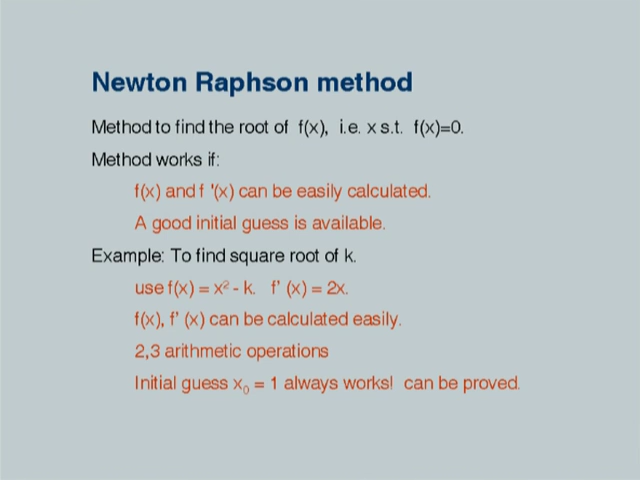 Newton Raphson method
Method to find the root of f(x), i.e. x s.t. f(x)=0.
Method works if:
f(x) and f '(x) can be easily calculated.
A good initial guess is available.
Example: To find square root of k.
use f(x) = x² - k. f' (x) = 2x.
f(x), f' (x) can be calculated easily.
2,3 arithmetic operations
Initial guess x₀ = 1 always works! can be proved.